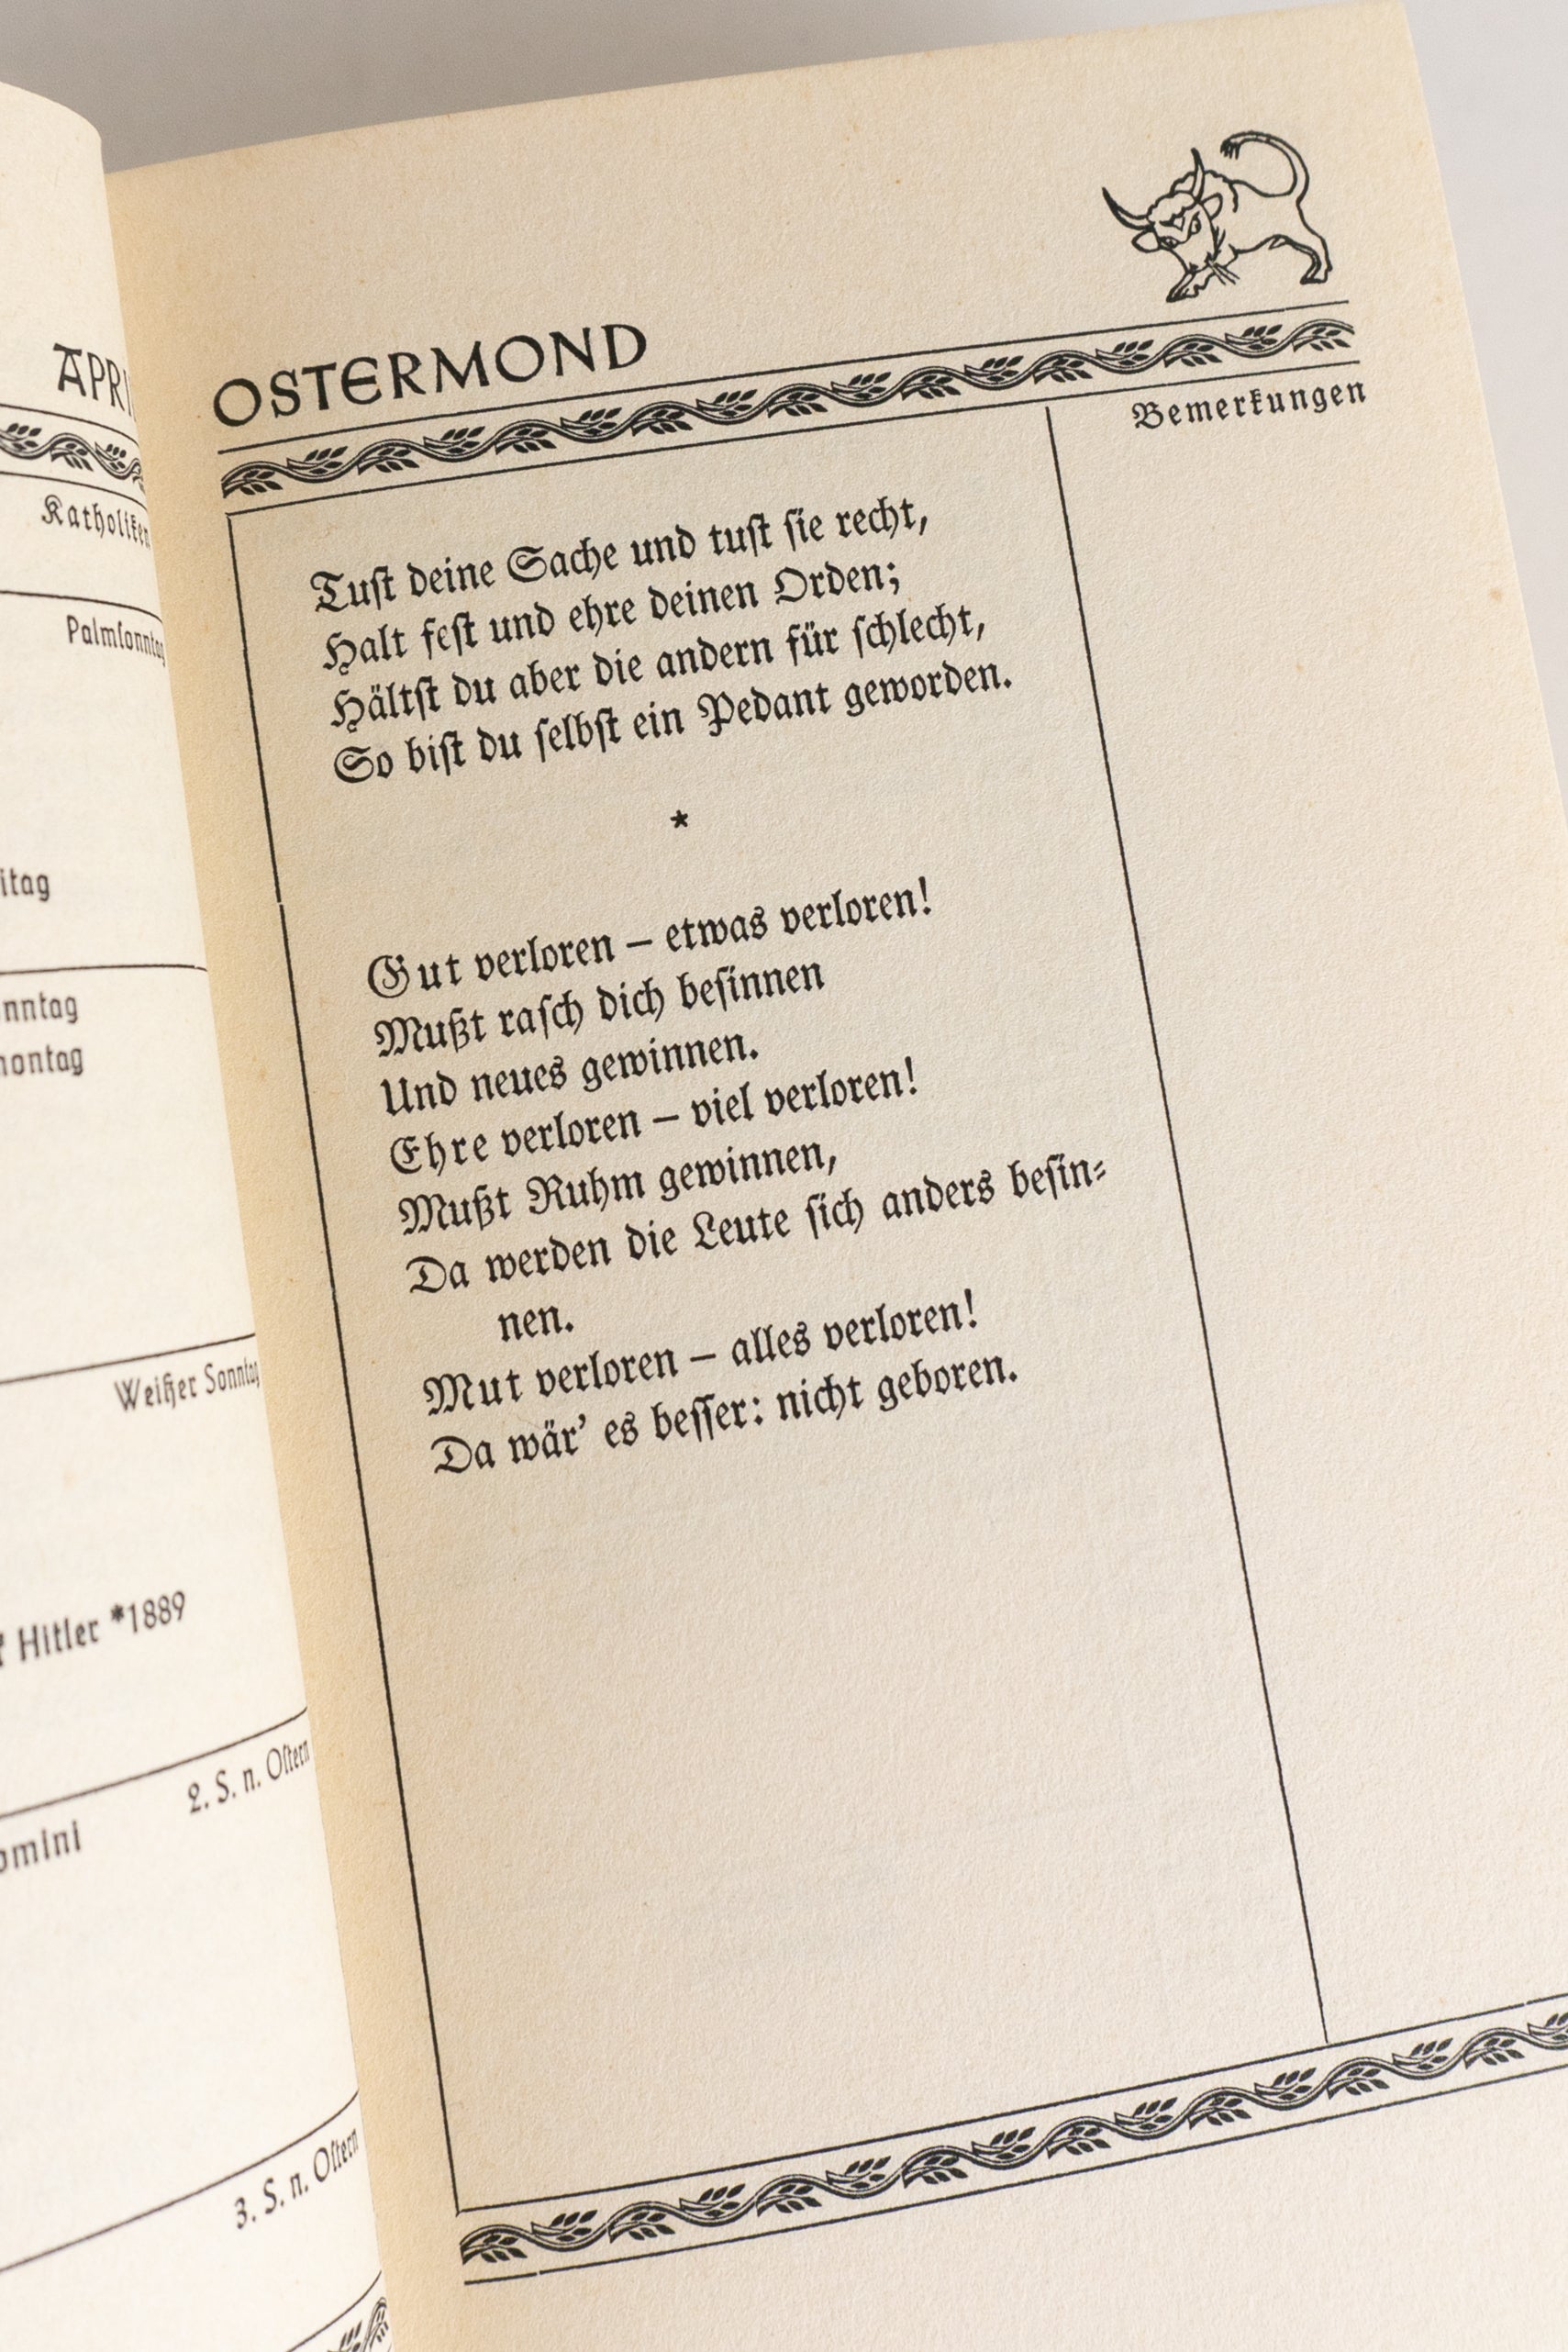 APRI
Katholiken
Palmſonntag
itag
nntag
montag
Weißer Sonntag
Hitler *1889
2. S. n. Oſtern
omini
3. S. n. Oſtern
OSTERMOND
Bemerkungen
Tuſt deine Sache und tuſt ſie recht,
Halt feſt und ehre deinen Orden;
Hältſt du aber die andern für ſchlecht,
So biſt du ſelbſt ein Pedant geworden.
*
Gut verloren – etwas verloren!
Mußt raſch dich beſinnen
Und neues gewinnen.
Ehre verloren – viel verloren!
Mußt Ruhm gewinnen,
Da werden die Leute ſich anders beſin⸗
nen.
Mut verloren – alles verloren!
Da wär’ es beſſer: nicht geboren.